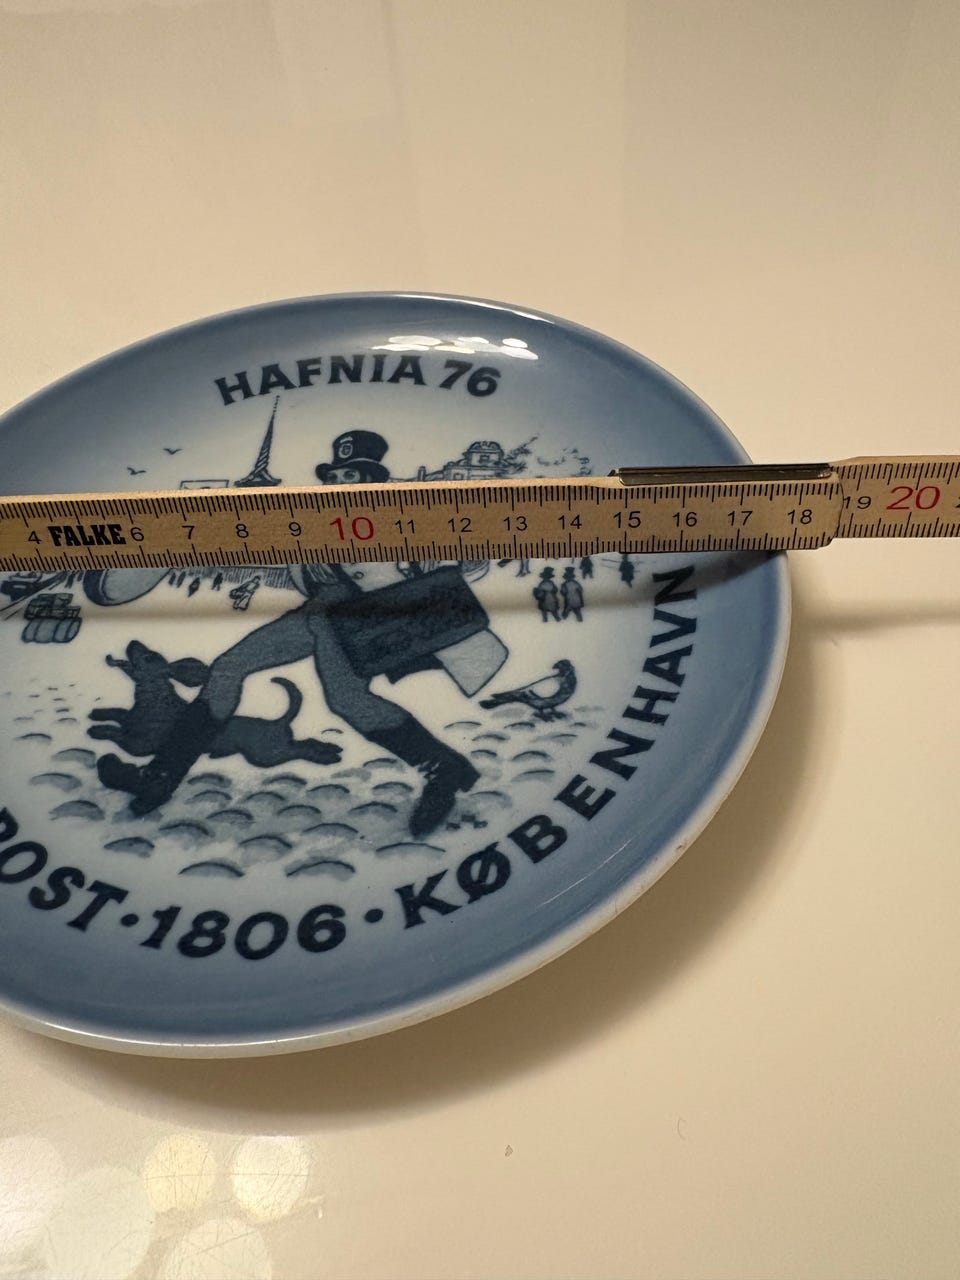 HAFNIA 76
4 FALKE 6 7 8 9 10 11 12 13 14 15 16 17 18 19 20
POST · 1806 · KØBENHAVN